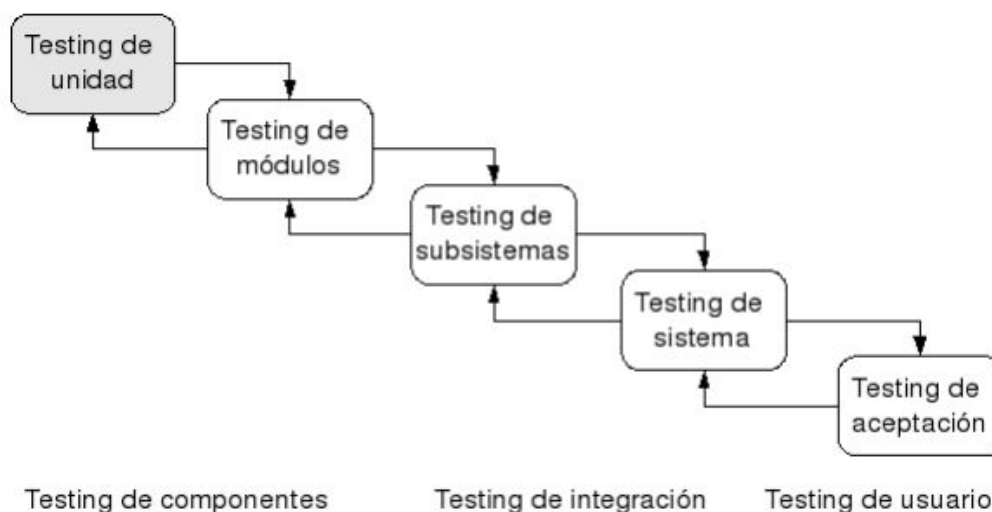 Testing de
unidad
Testing de
módulos
Testing de
subsistemas
Testing de
sistema
Testing de
aceptación
Testing de componentes
Testing de integración
Testing de usuario